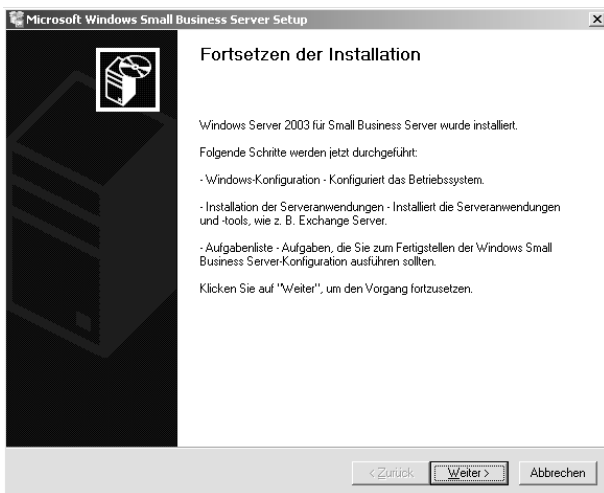 Microsoft Windows Small Business Server Setup
Fortsetzen der Installation
Windows Server 2003 für Small Business Server wurde installiert.
Folgende Schritte werden jetzt durchgeführt:
- Windows-Konfiguration - Konfiguriert das Betriebssystem.
- Installation der Serveranwendungen - Installiert die Serveranwendungen
und -tools, wie z. B. Exchange Server.
- Aufgabenliste - Aufgaben, die Sie zum Fertigstellen der Windows Small
Business Server-Konfiguration ausführen sollten.
Klicken Sie auf "Weiter", um den Vorgang fortzusetzen.
< Zurück Weiter > Abbrechen